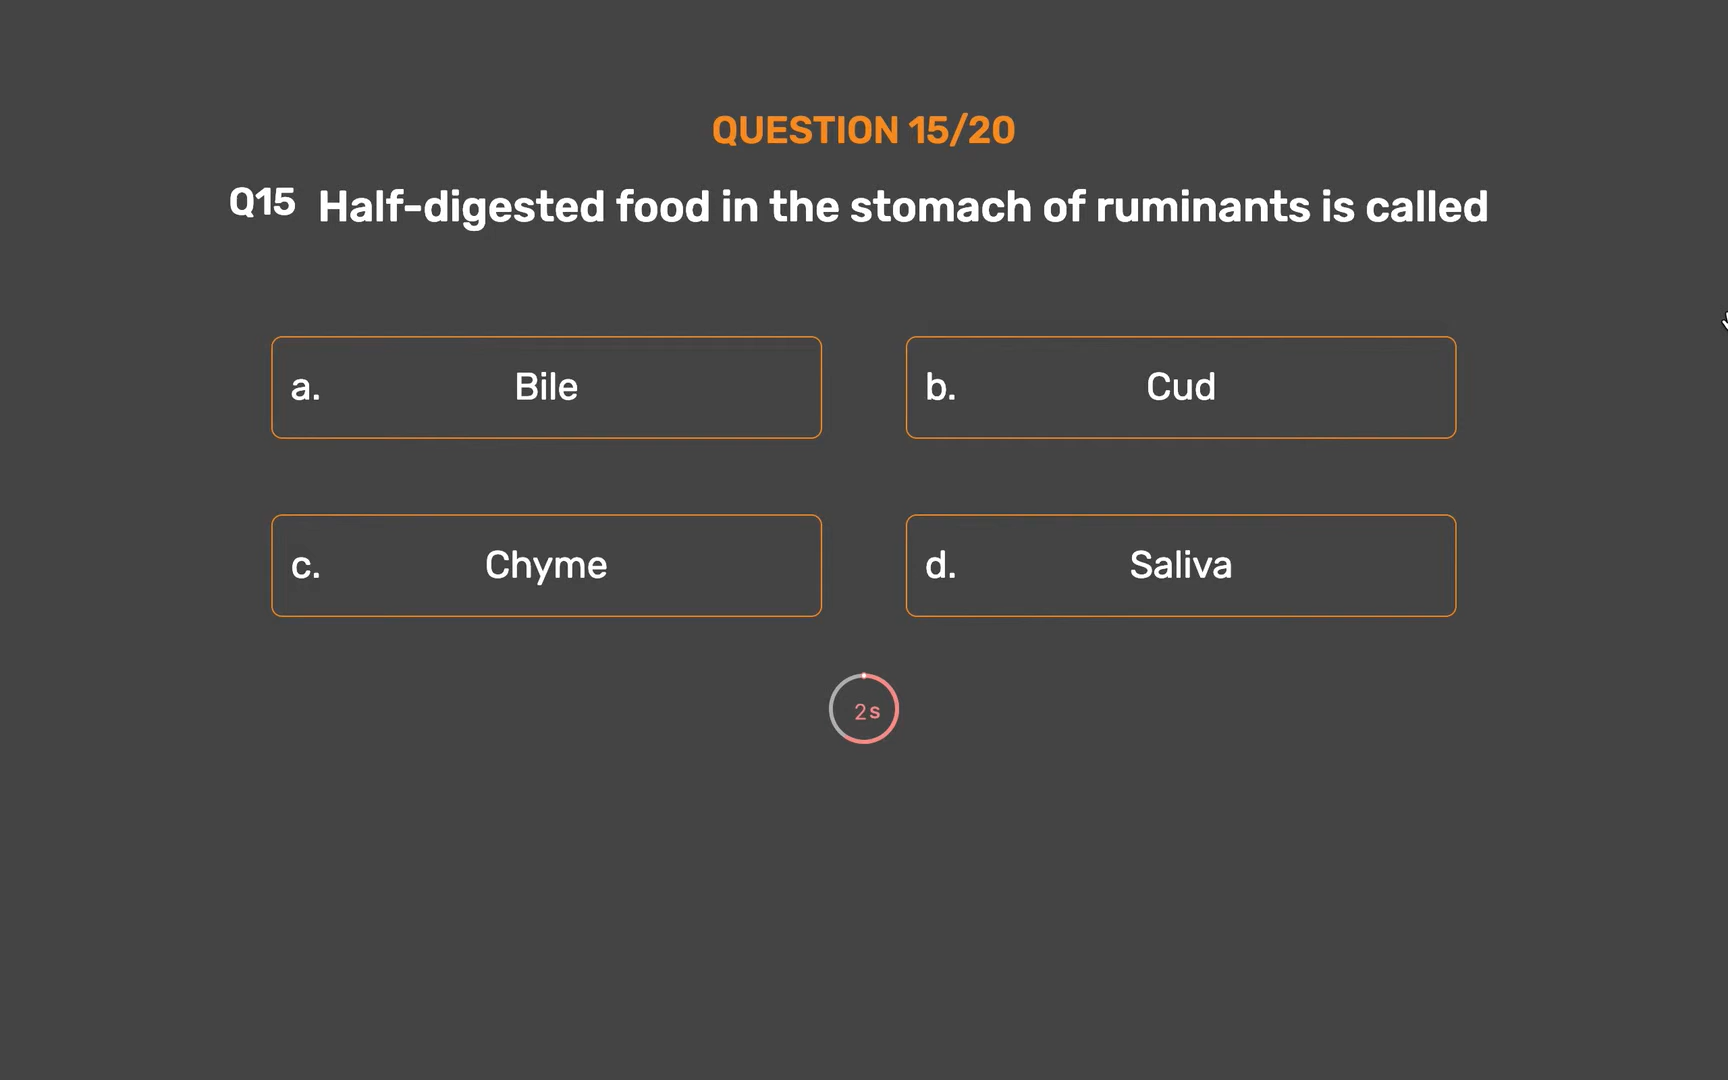 QUESTION 15/20
Q15 Half-digested food in the stomach of ruminants is called
a. Bile
b. Cud
c. Chyme
d. Saliva
2s